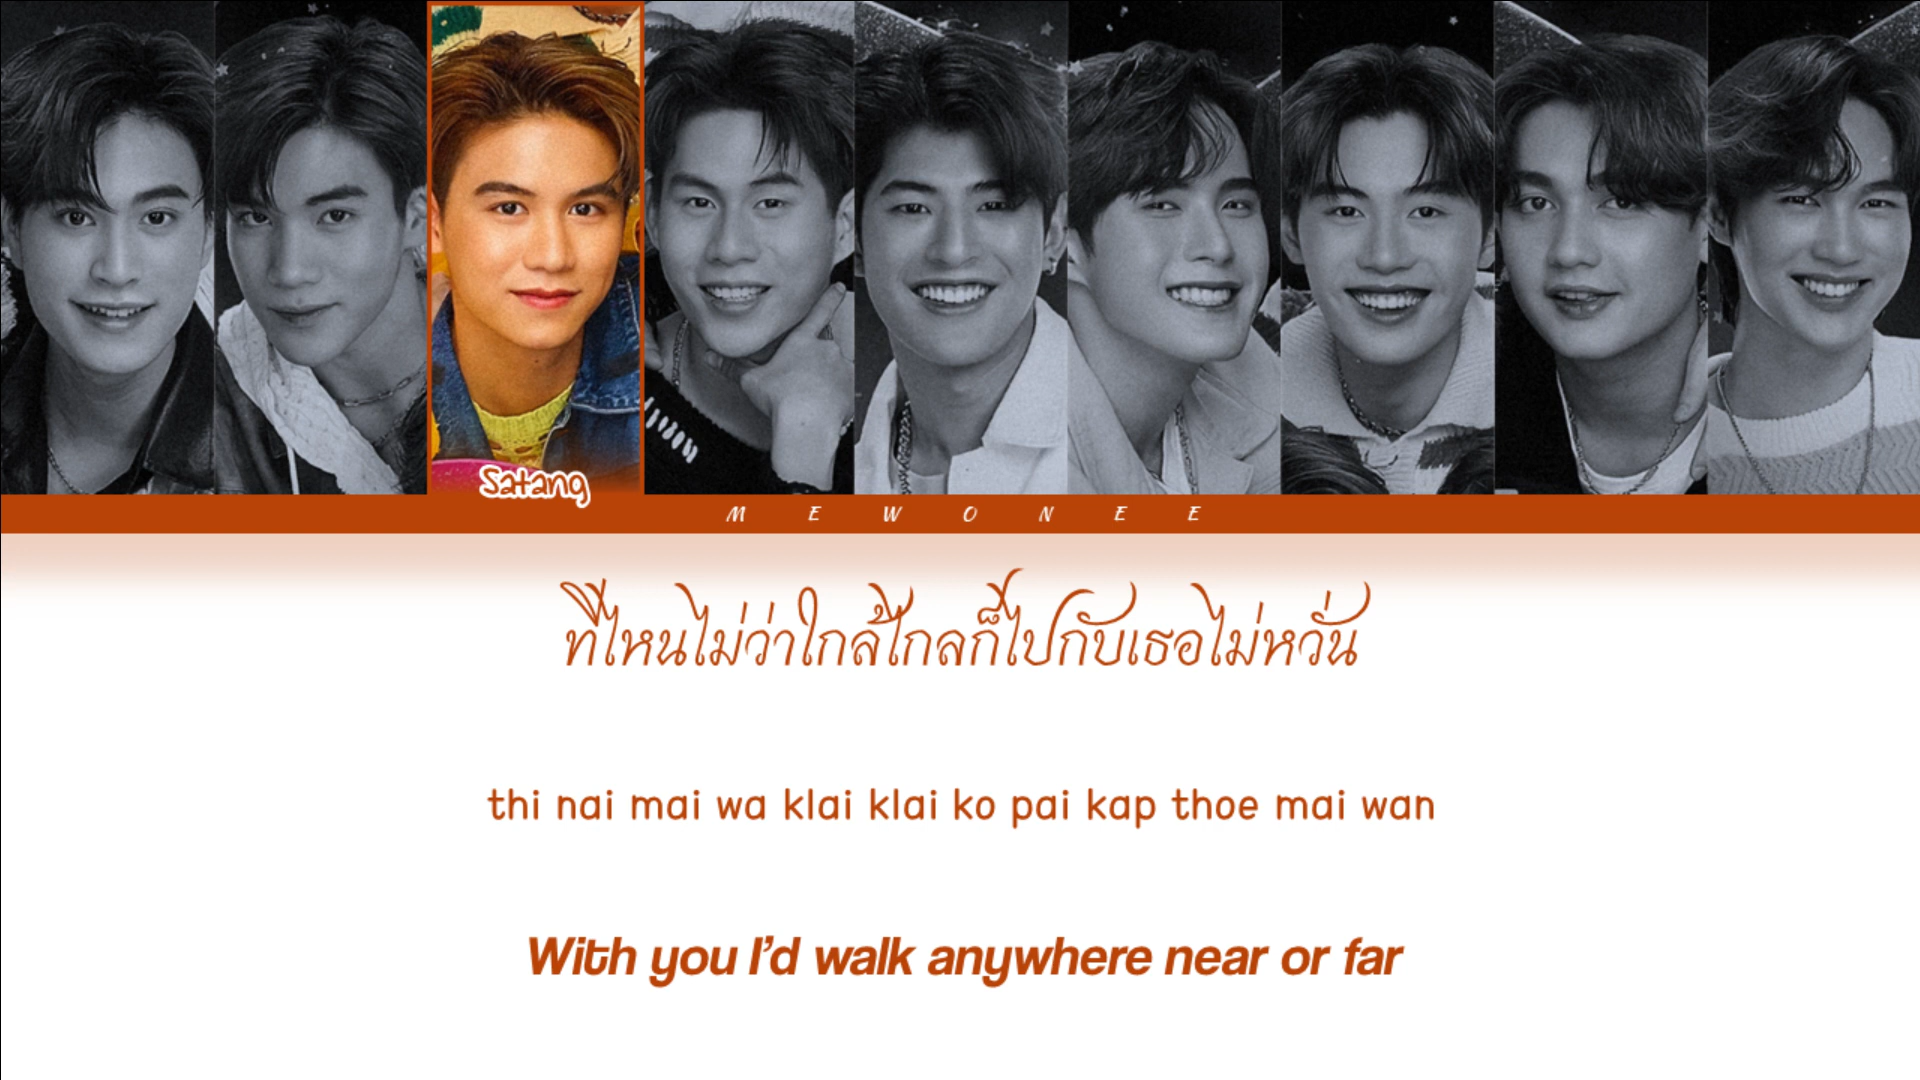 Satang
MEWONEE
ที่ไหนไม่ว่าใกล้ไกลก็ไปกับเธอไม่หวั่น
thi nai mai wa klai klai ko pai kap thoe mai wan
With you I'd walk anywhere near or far